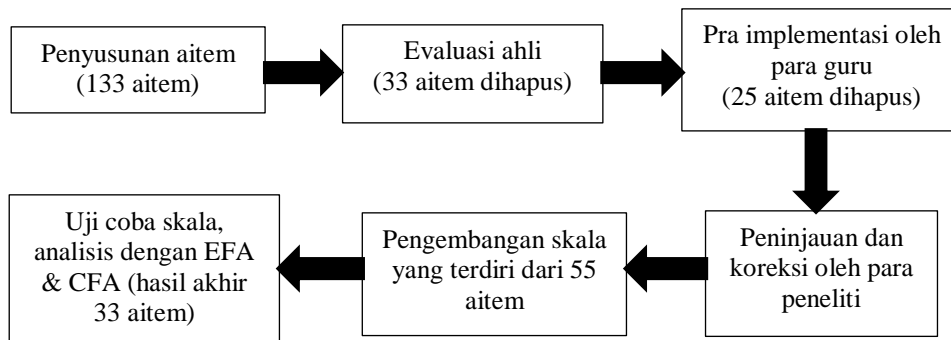 Penyusunan aitem
(133 aitem)
Evaluasi ahli
(33 aitem dihapus)
Pra implementasi oleh
para guru
(25 aitem dihapus)
Peninjauan dan
koreksi oleh para
peneliti
Pengembangan skala
yang terdiri dari 55
aitem
Uji coba skala,
analisis dengan EFA
& CFA (hasil akhir
33 aitem)